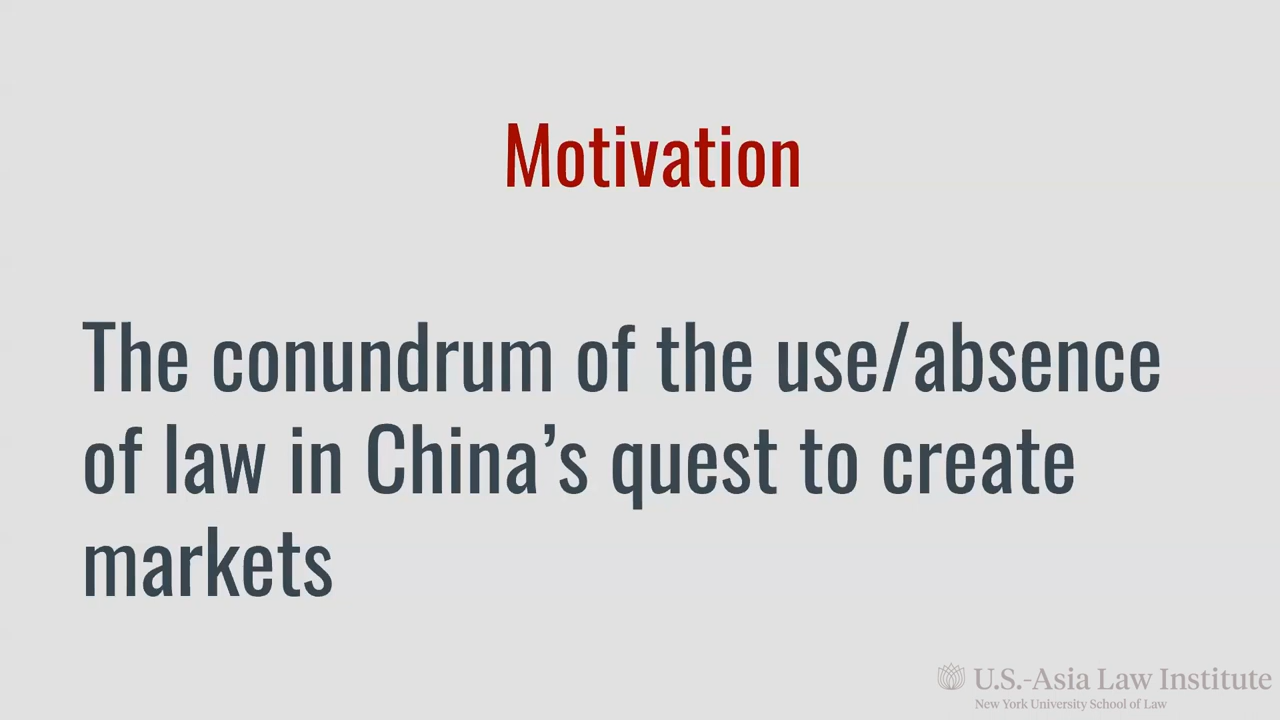 Motivation
The conundrum of the use/absence
of law in China’s quest to create
markets
U.S.-Asia Law Institute
New York University School of Law